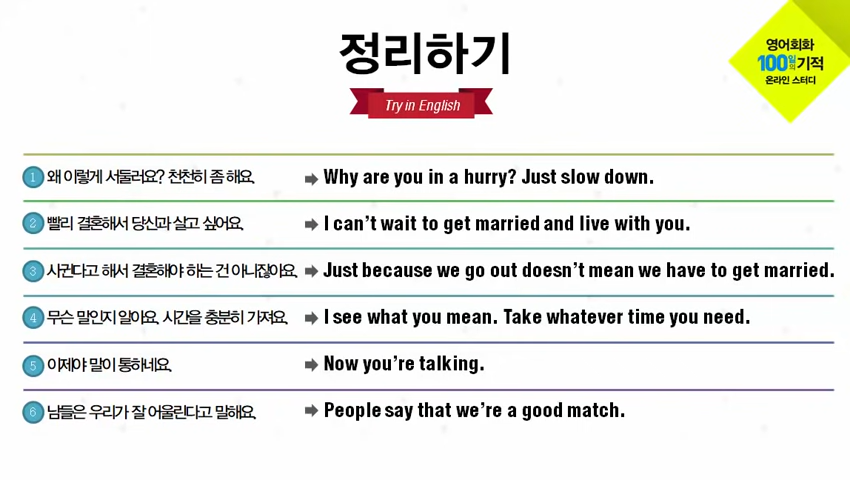 정리하기
Try in English
영어회화
100일의 기적
온라인 스터디
1 왜 이렇게 서둘러요? 천천히 좀 해요. ➡ Why are you in a hurry? Just slow down.
2 빨리 결혼해서 당신과 살고 싶어요. ➡ I can't wait to get married and live with you.
3 사귄다고 해서 결혼해야 하는 건 아니잖아요. ➡ Just because we go out doesn't mean we have to get married.
4 무슨 말인지 알아요. 시간을 충분히 가져요. ➡ I see what you mean. Take whatever time you need.
5 이제야 말이 통하네요. ➡ Now you're talking.
6 남들은 우리가 잘 어울린다고 말해요. ➡ People say that we're a good match.